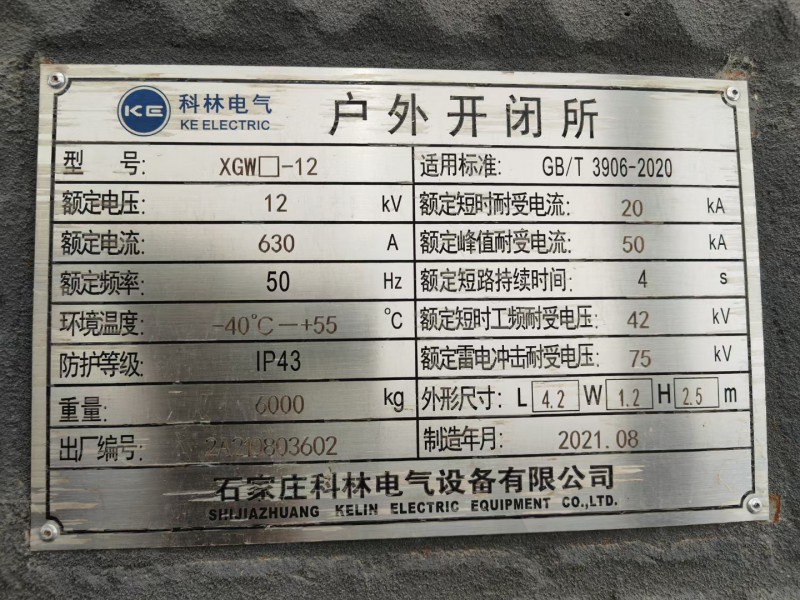 KE 科林电气 户外开闭所
KE ELECTRIC
型 号: XGW□-12 适用标准: GB/T 3906-2020
额定电压: 12 kV 额定短时耐受电流: 20 kA
额定电流: 630 A 额定峰值耐受电流: 50 kA
额定频率: 50 Hz 额定短路持续时间: 4 s
环境温度: -40℃—+55 ℃ 额定短时工频耐受电压: 42 kV
防护等级: IP43 额定雷电冲击耐受电压: 75 kV
重量: 6000 kg 外形尺寸: L 4.2 W 1.2 H 2.5 m
出厂编号: 2A210803602 制造年月: 2021.08
石家庄科林电气设备有限公司
SHIJIAZHUANG KELIN ELECTRIC EQUIPMENT CO.,LTD.